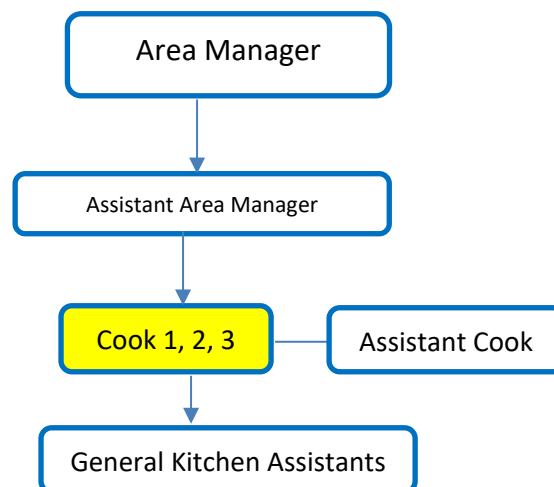 Area Manager
Assistant Area Manager
Cook 1, 2, 3
Assistant Cook
General Kitchen Assistants